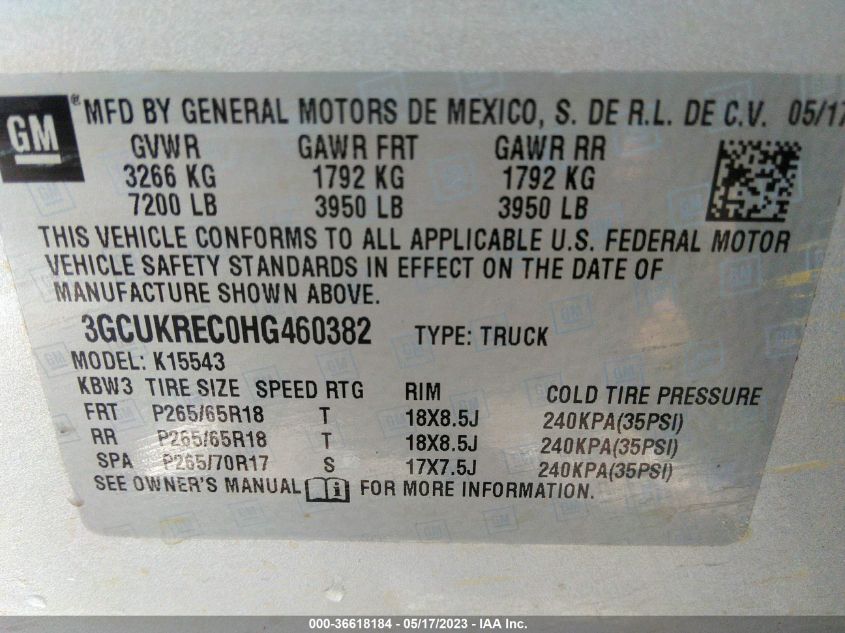 GM ® MFD BY GENERAL MOTORS DE MEXICO, S. DE R.L. DE C.V. 05/17
GVWR GAWR FRT GAWR RR
3266 KG 1792 KG 1792 KG
7200 LB 3950 LB 3950 LB
THIS VEHICLE CONFORMS TO ALL APPLICABLE U.S. FEDERAL MOTOR
VEHICLE SAFETY STANDARDS IN EFFECT ON THE DATE OF
MANUFACTURE SHOWN ABOVE.
3GCUKREC0HG460382 TYPE: TRUCK
MODEL: K15543
KBW3 TIRE SIZE SPEED RTG RIM COLD TIRE PRESSURE
FRT P265/65R18 T 18X8.5J 240KPA(35PSI)
RR P265/65R18 T 18X8.5J 240KPA(35PSI)
SPA P265/70R17 S 17X7.5J 240KPA(35PSI)
SEE OWNER'S MANUAL i FOR MORE INFORMATION.
000-36618184 - 05/17/2023 - IAA Inc.